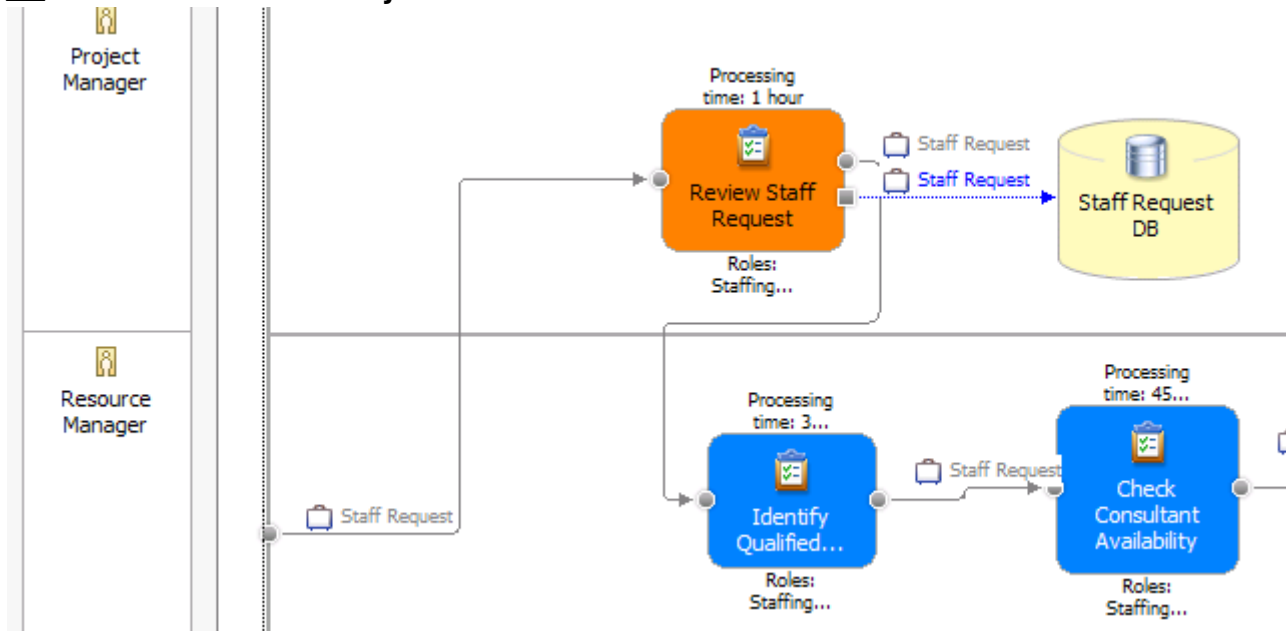 Project
Manager
Processing
time: 1 hour
Review Staff
Request
Roles:
Staffing...
Staff Request
Staff Request
Staff Request
DB
Resource
Manager
Staff Request
Processing
time: 3...
Identify
Qualified...
Roles:
Staffing...
Staff Request
Processing
time: 45...
Check
Consultant
Availability
Roles:
Staffing...